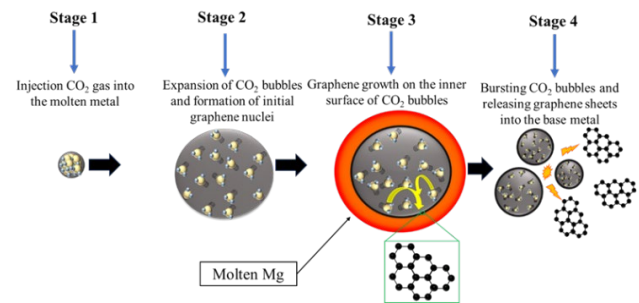 Stage 1
Stage 2
Stage 3
Stage 4
Injection CO₂ gas into
the molten metal
Expansion of CO₂ bubbles
and formation of initial
graphene nuclei
Graphene growth on the inner
surface of CO₂ bubbles
Bursting CO₂ bubbles and
releasing graphene sheets
into the base metal
Molten Mg